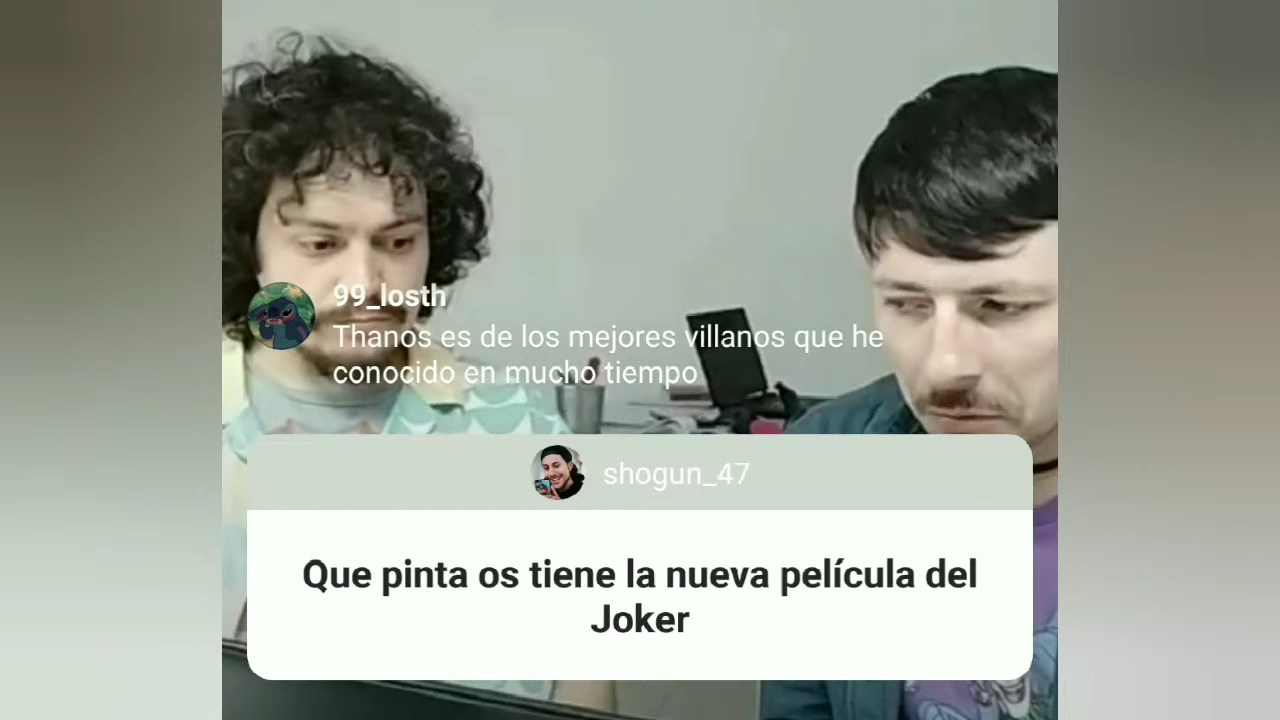 99_losth
Thanos es de los mejores villanos que he
conocido en mucho tiempo
shogun_47
Que pinta os tiene la nueva película del
Joker